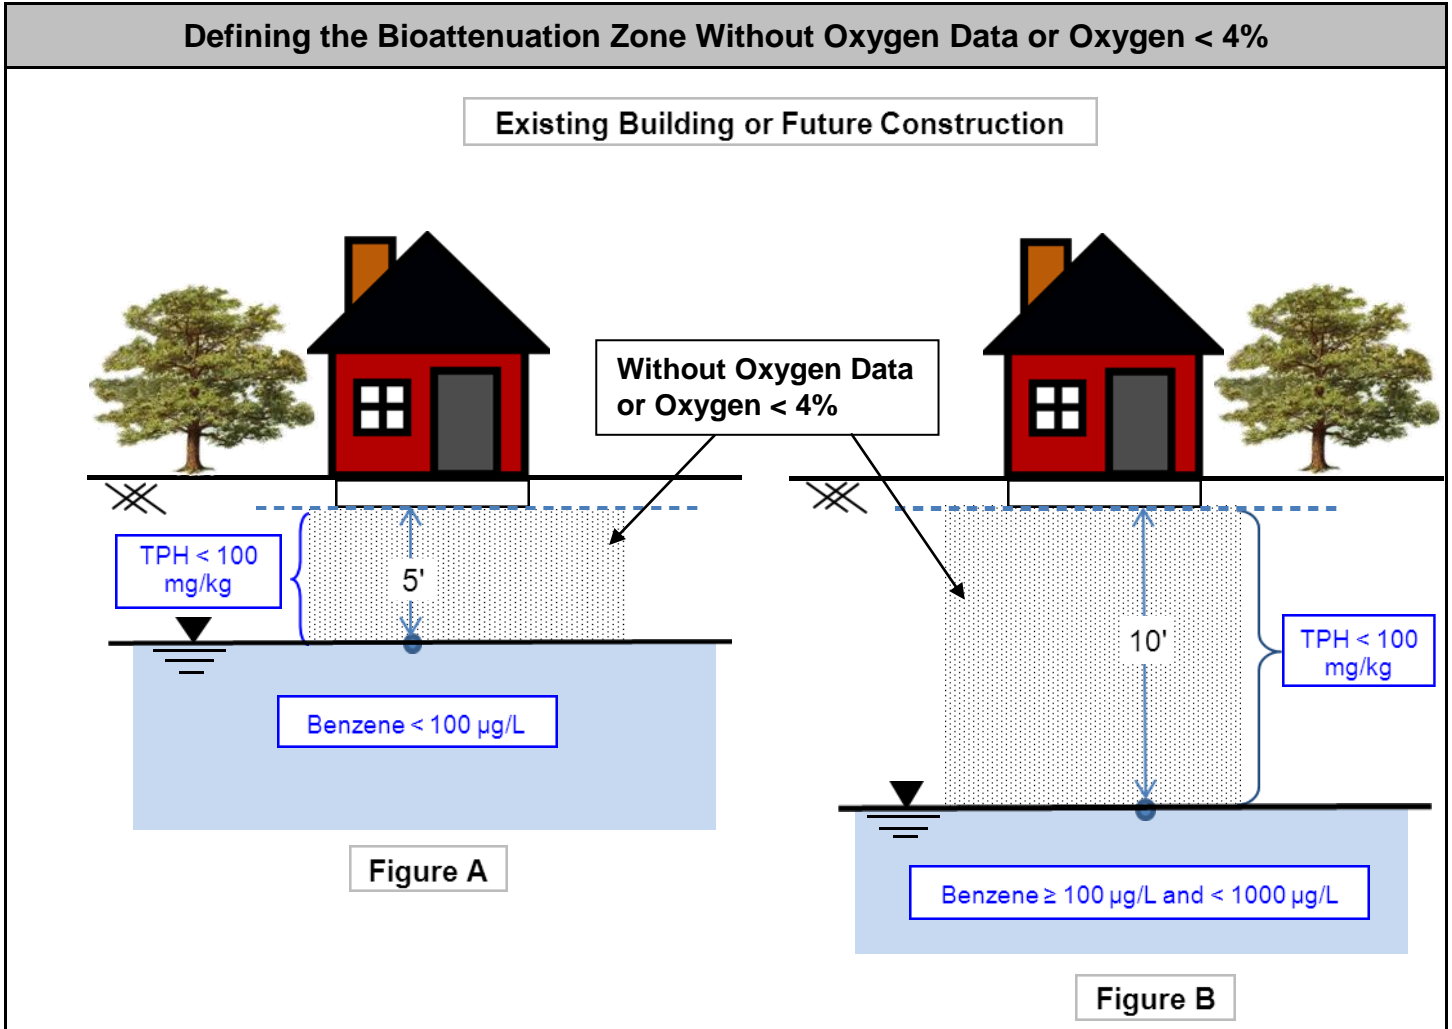 Defining the Bioattenuation Zone Without Oxygen Data or Oxygen < 4%
Existing Building or Future Construction
Without Oxygen Data
or Oxygen < 4%
TPH < 100
mg/kg
5'
Benzene < 100 µg/L
Figure A
10'
TPH < 100
mg/kg
Benzene ≥ 100 µg/L and < 1000 µg/L
Figure B